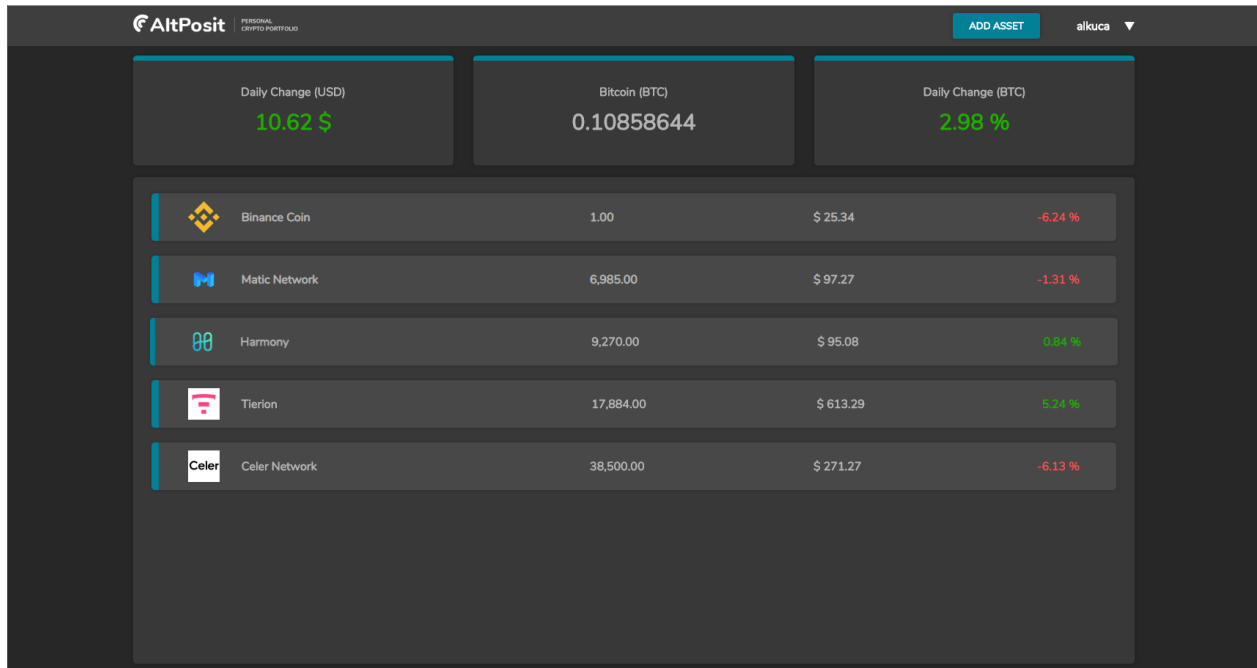 AltPosit
PERSONAL
CRYPTO PORTFOLIO
ADD ASSET
alkuca ▼
Daily Change (USD)
10.62 $
Bitcoin (BTC)
0.10858644
Daily Change (BTC)
2.98 %
Binance Coin 1.00 $ 25.34 -6.24 %
Matic Network 6,985.00 $ 97.27 -1.31 %
Harmony 9,270.00 $ 95.08 0.84 %
Tierion 17,884.00 $ 613.29 5.24 %
Celer Celer Network 38,500.00 $ 271.27 -6.13 %